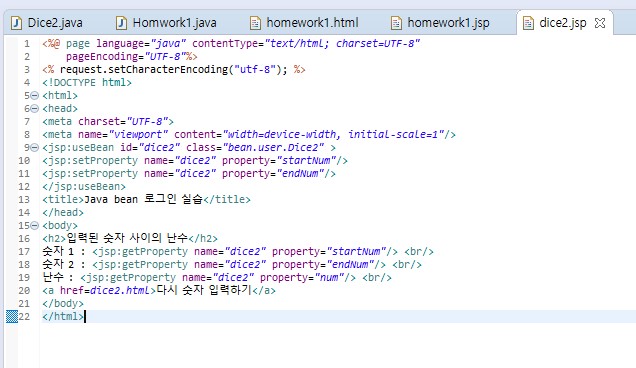 Dice2.java Homwork1.java homework1.html homework1.jsp dice2.jsp
1 <%@ page language="java" contentType="text/html; charset=UTF-8"
2 pageEncoding="UTF-8"%>
3 <% request.setCharacterEncoding("utf-8"); %>
4 <!DOCTYPE html>
5 <html>
6 <head>
7 <meta charset="UTF-8">
8 <meta name="viewport" content="width=device-width, initial-scale=1"/>
9 <jsp:useBean id="dice2" class="bean.user.Dice2" >
10 <jsp:setProperty name="dice2" property="startNum"/>
11 <jsp:setProperty name="dice2" property="endNum"/>
12 </jsp:useBean>
13 <title>Java bean 로그인 실습</title>
14 </head>
15 <body>
16 <h2>입력된 숫자 사이의 난수</h2>
17 숫자 1 : <jsp:getProperty name="dice2" property="startNum"/> <br/>
18 숫자 2 : <jsp:getProperty name="dice2" property="endNum"/> <br/>
19 난수 : <jsp:getProperty name="dice2" property="num"/> <br/>
20 <a href=dice2.html>다시 숫자 입력하기</a>
21 </body>
22 </html>